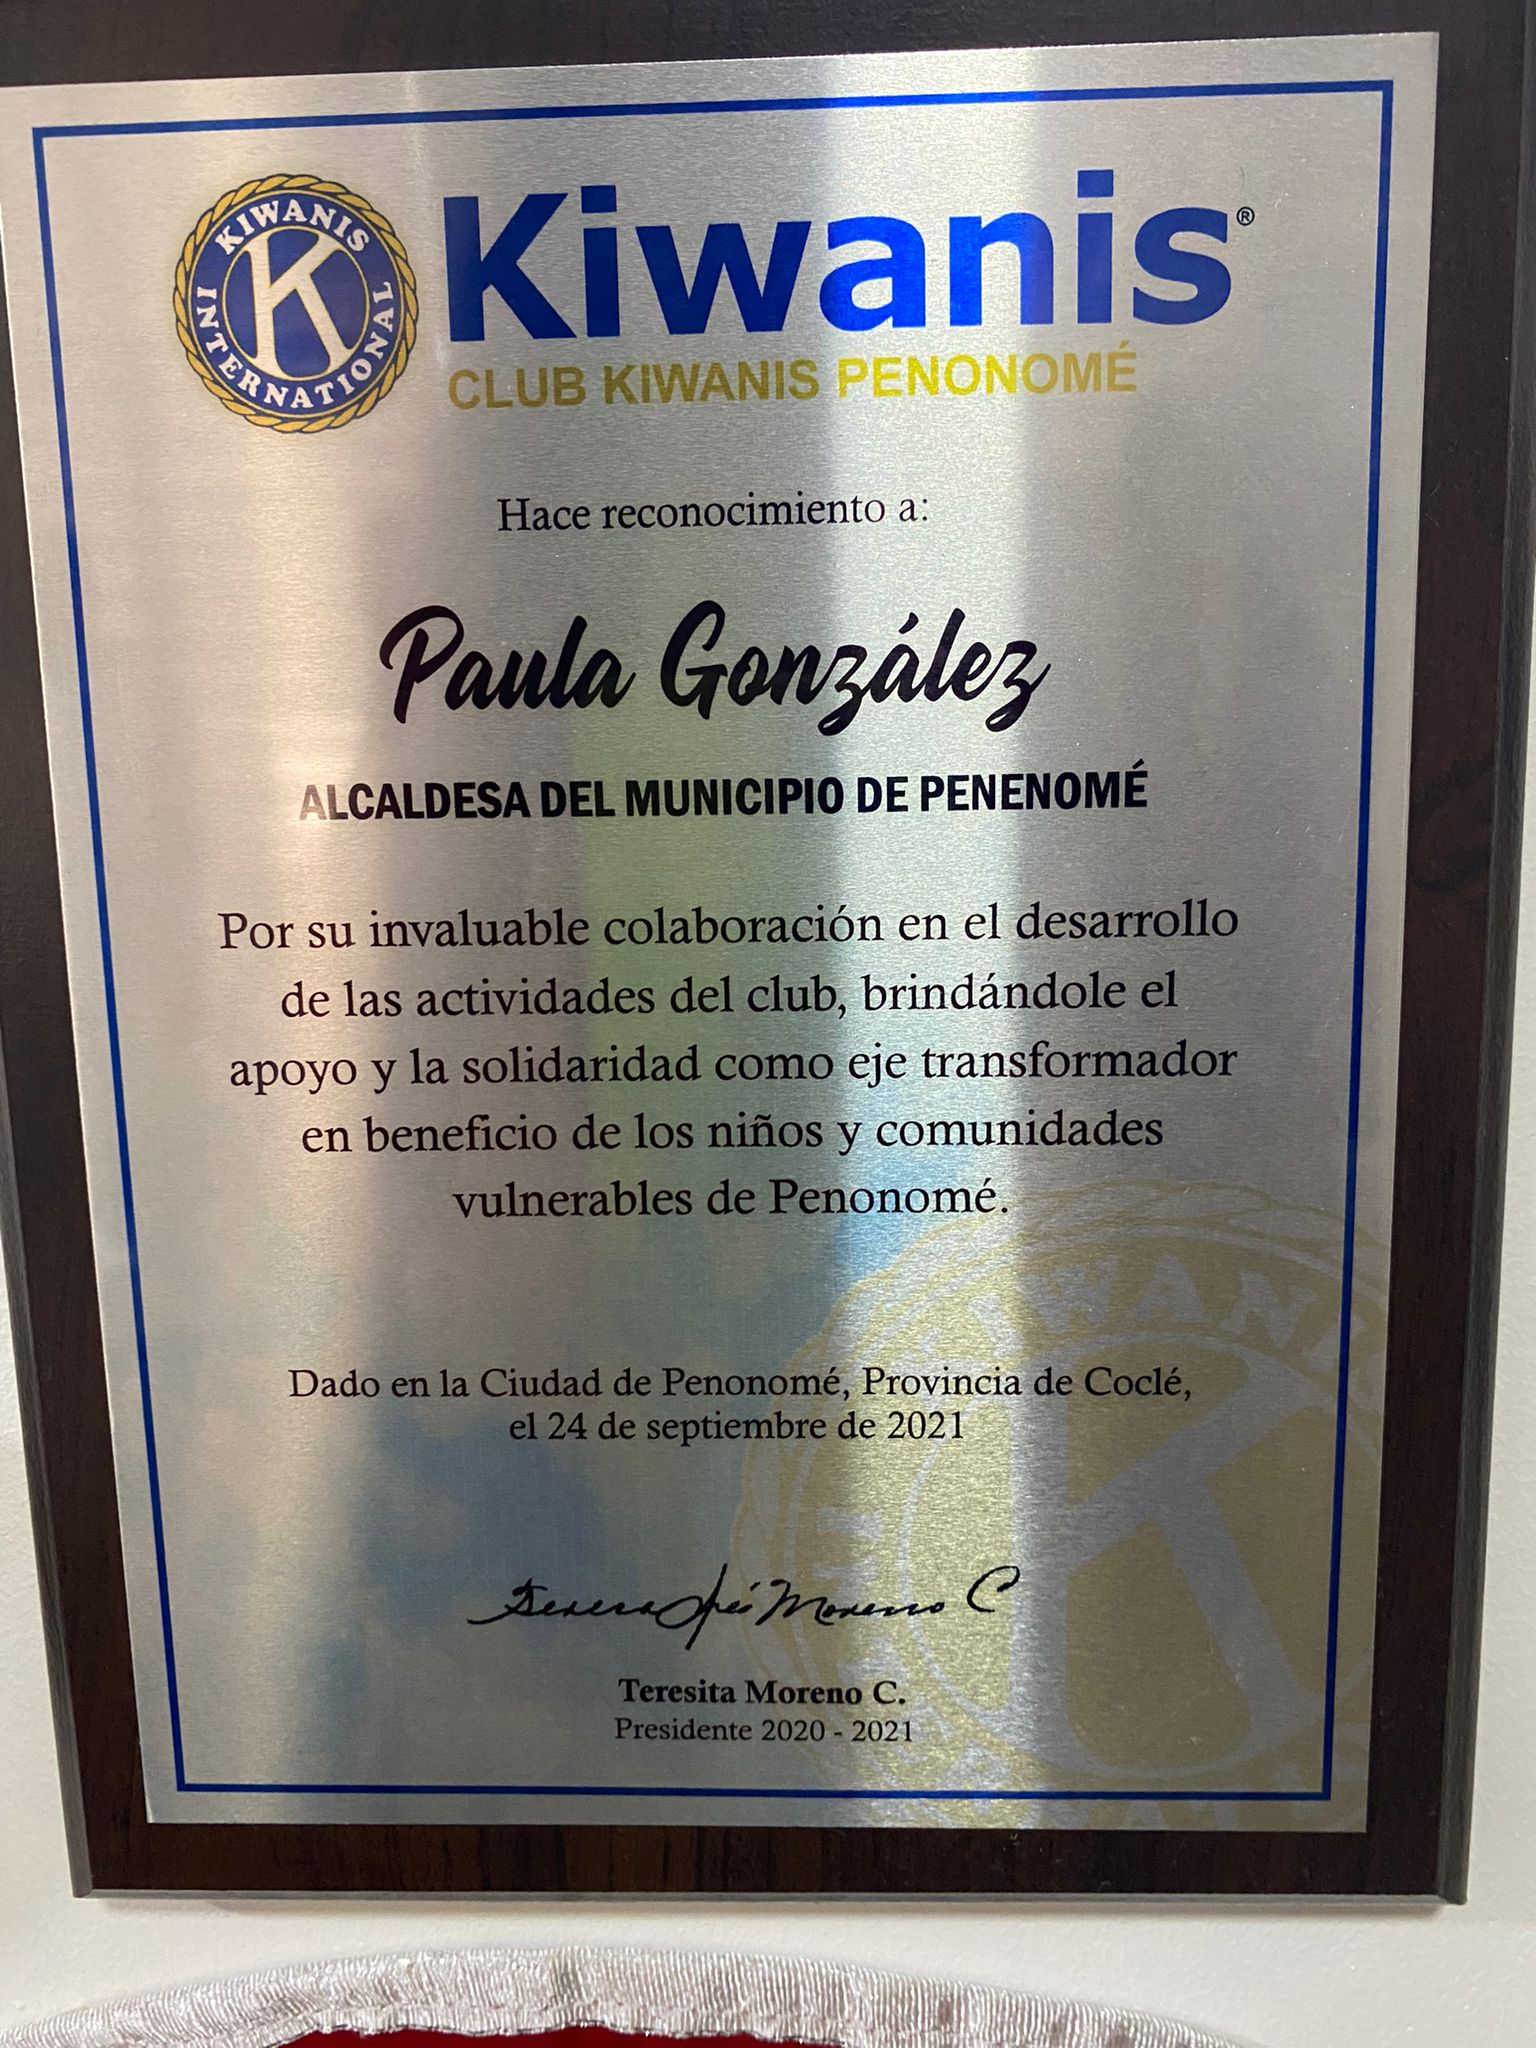 KIWANIS
INTERNATIONAL
K
Kiwanis®
CLUB KIWANIS PENONOMÉ
Hace reconocimiento a:
Paula González
ALCALDESA DEL MUNICIPIO DE PENENOMÉ
Por su invaluable colaboración en el desarrollo
de las actividades del club, brindándole el
apoyo y la solidaridad como eje transformador
en beneficio de los niños y comunidades
vulnerables de Penonomé.
Dado en la Ciudad de Penonomé, Provincia de Coclé,
el 24 de septiembre de 2021
Teresita Moreno C.
Presidente 2020 - 2021